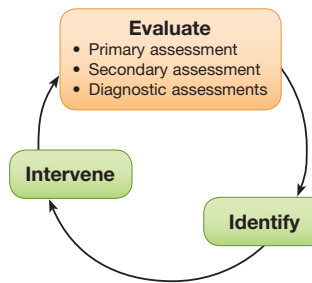 Evaluate
• Primary assessment
• Secondary assessment
• Diagnostic assessments
Intervene
Identify